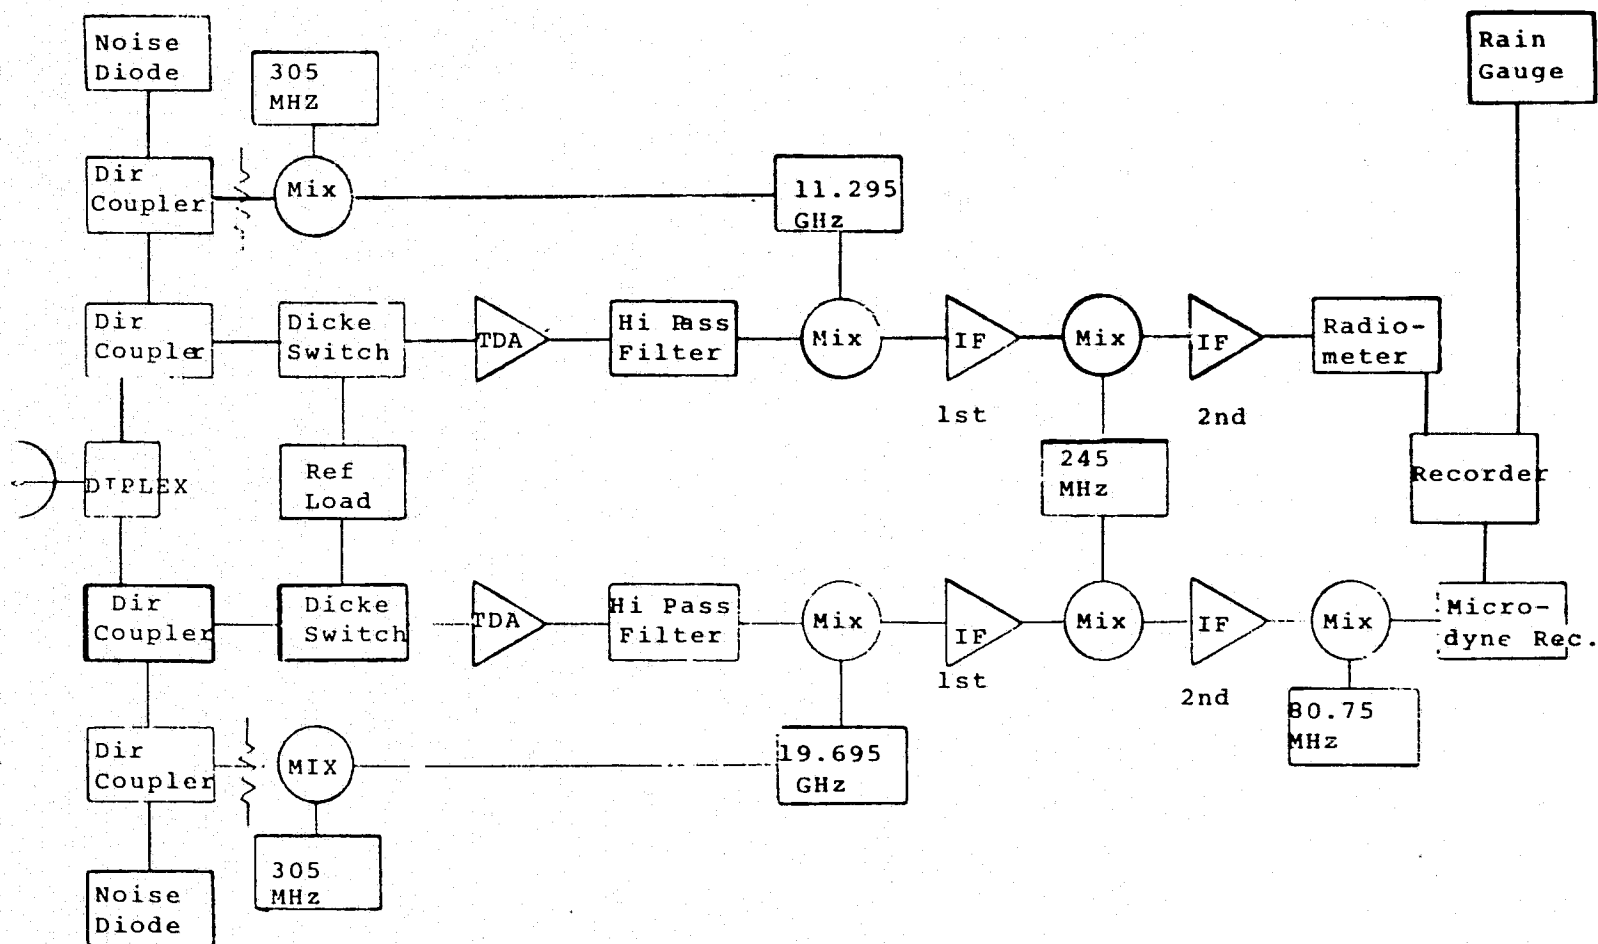 Noise
Diode
305
MHZ
Rain
Gauge
Dir
Coupler
Mix
11.295
GHz
Dir
Coupler
Dicke
Switch
TDA
Hi Pass
Filter
Mix
IF
1st
Mix
IF
2nd
Radio-
meter
DIPLEX
Ref
Load
245
MHz
Recorder
Dir
Coupler
Dicke
Switch
TDA
Hi Pass
Filter
Mix
IF
1st
Mix
IF
2nd
Mix
Micro-
dyne Rec.
80.75
MHz
Dir
Coupler
MIX
19.695
GHz
305
MHz
Noise
Diode